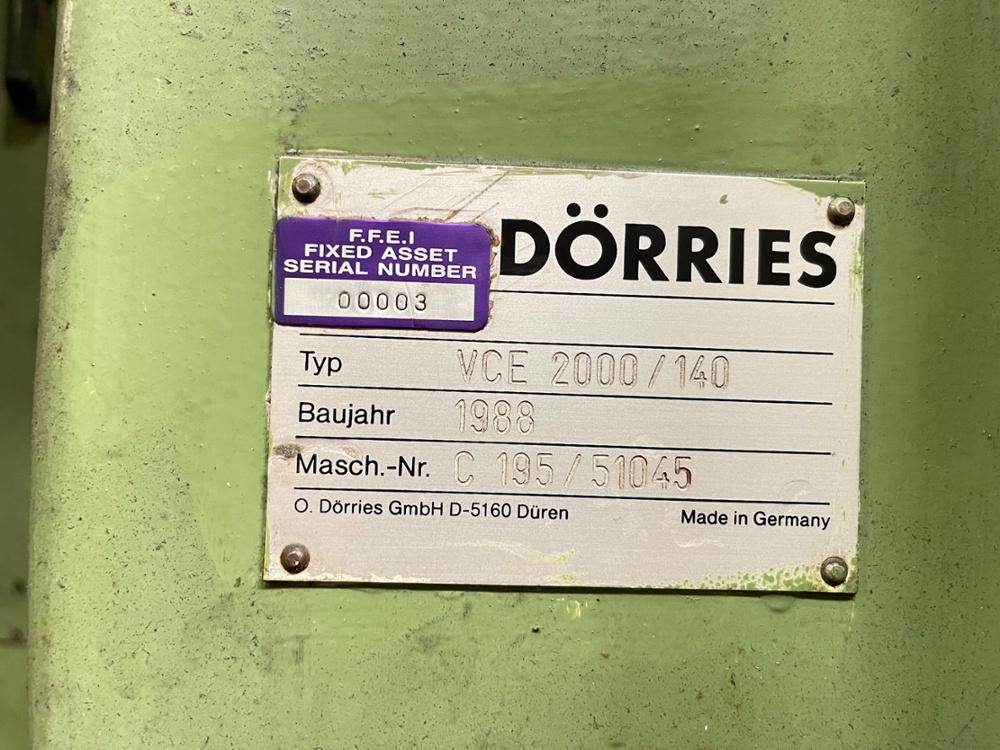 F.F.E.I
FIXED ASSET
SERIAL NUMBER
00003
DÖRRIES
Typ VCE 2000/140
Baujahr 1988
Masch.-Nr. C 195/51045
O. Dörries GmbH D-5160 Düren Made in Germany